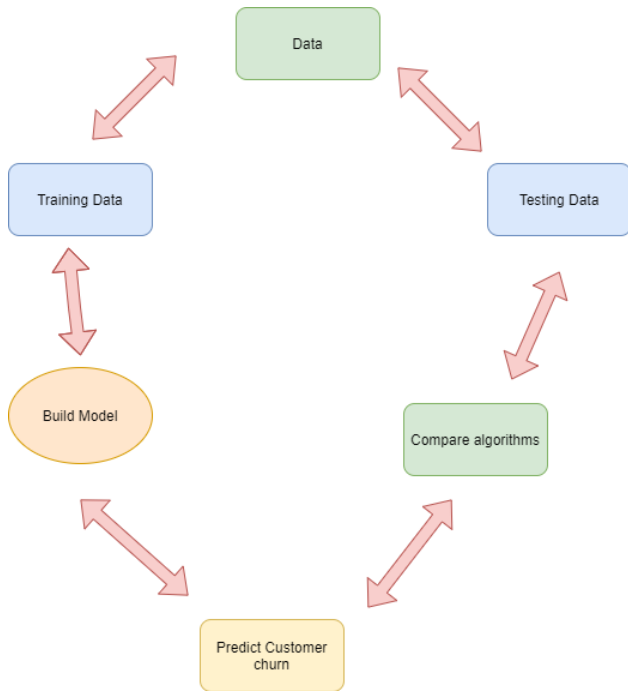 Data
Training Data
Testing Data
Build Model
Compare algorithms
Predict Customer
churn